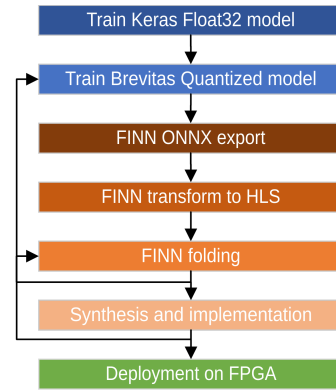 Train Keras Float32 model
Train Brevitas Quantized model
FINN ONNX export
FINN transform to HLS
FINN folding
Synthesis and implementation
Deployment on FPGA